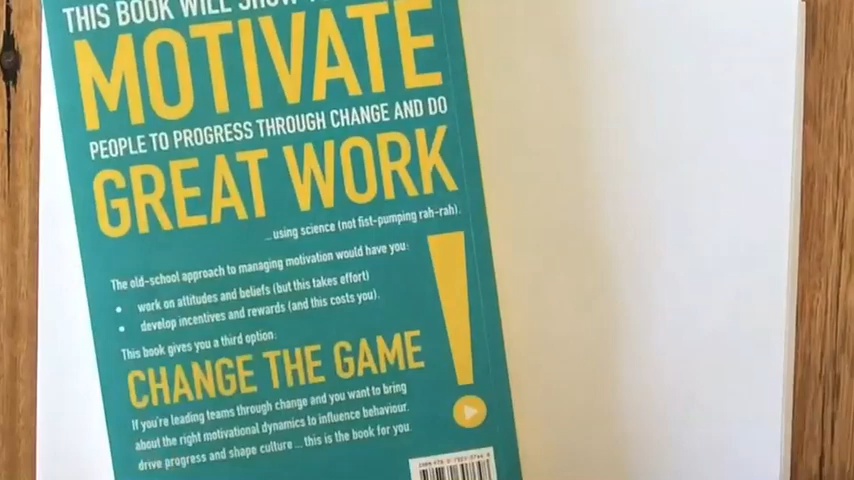 THIS BOOK WILL SHOW
MOTIVATE
PEOPLE TO PROGRESS THROUGH CHANGE AND DO
GREAT WORK
...using science (not fist-pumping rah-rah).
The old-school approach to managing motivation would have you:
• work on attitudes and beliefs (but this takes effort)
• develop incentives and rewards (and this costs you).
This book gives you a third option:
CHANGE THE GAME
If you're leading teams through change and you want to bring
about the right motivational dynamics to influence behaviour,
drive progress and shape culture ... this is the book for you.
!